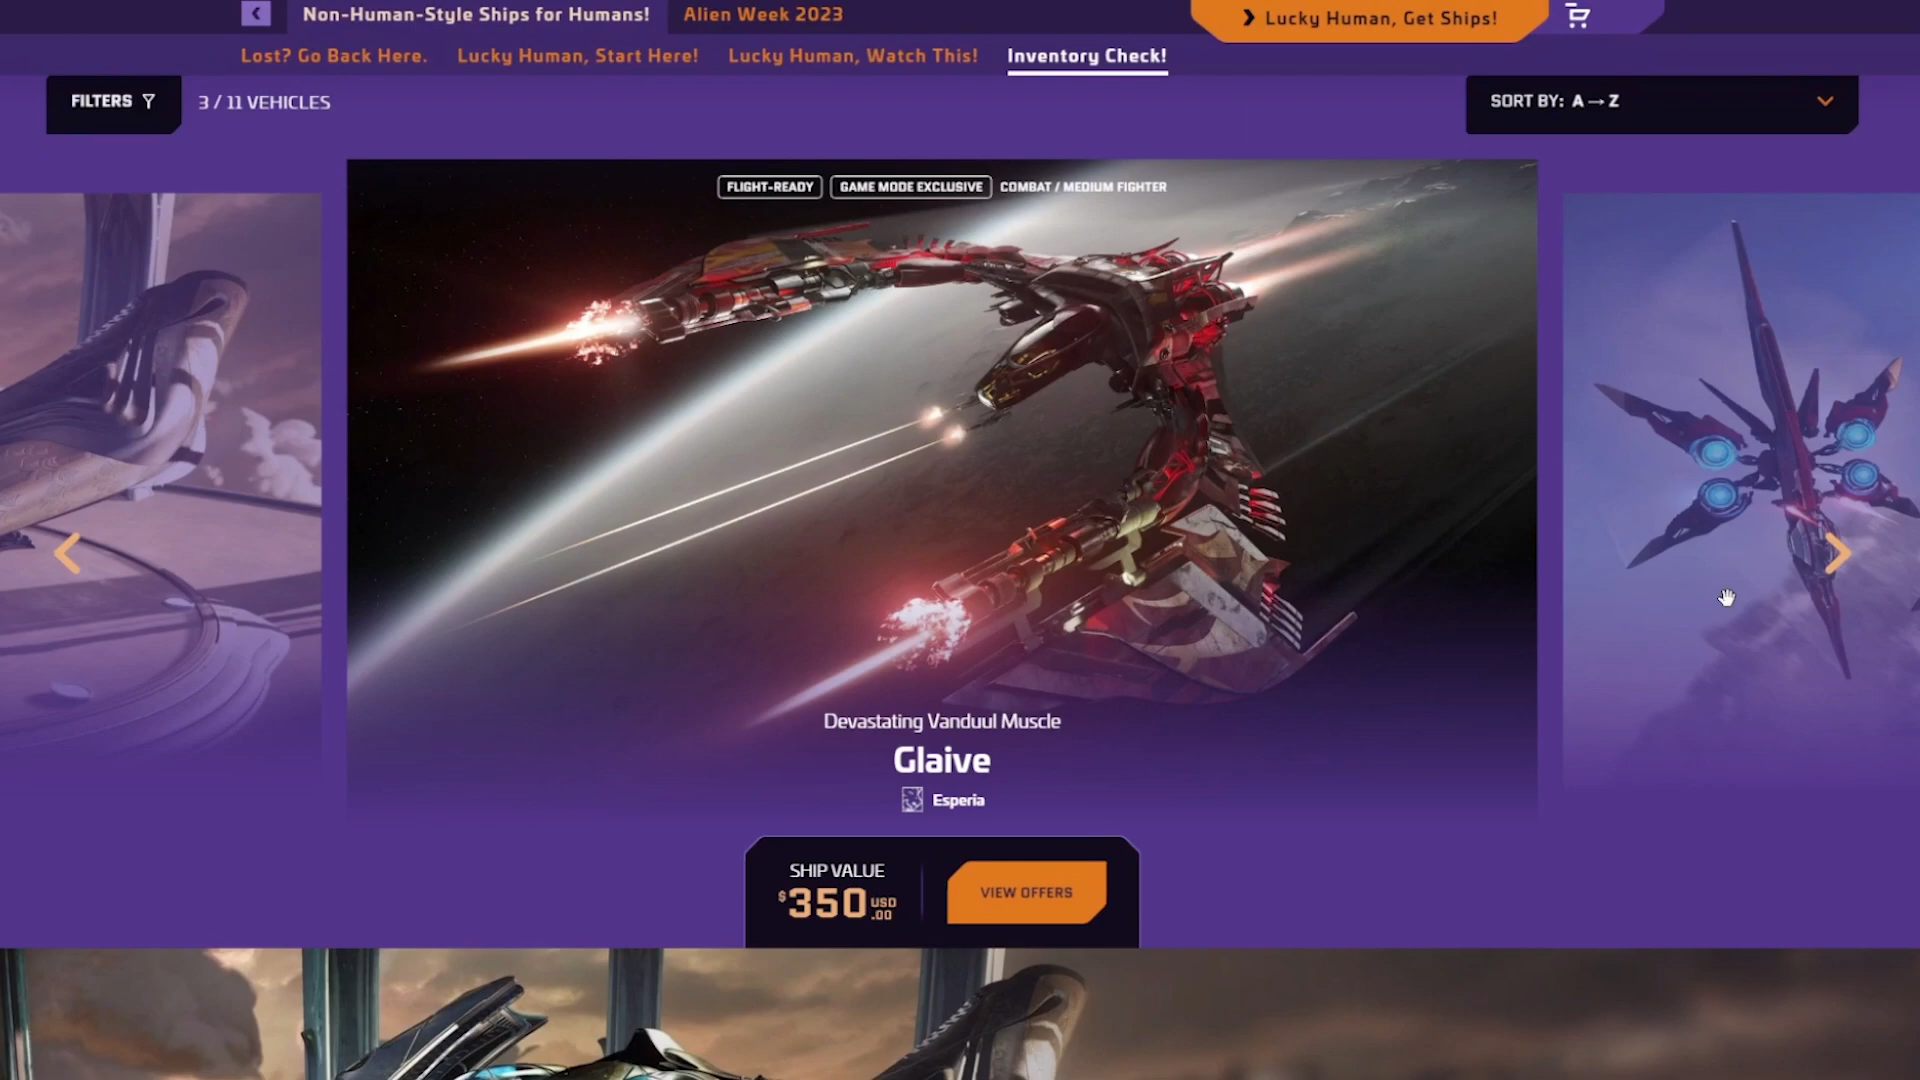 Non-Human-Style Ships for Humans!
Alien Week 2023
Lucky Human, Get Ships!
Lost? Go Back Here.
Lucky Human, Start Here!
Lucky Human, Watch This!
Inventory Check!
FILTERS
3 / 11 VEHICLES
SORT BY: A → Z
FLIGHT-READY
GAME MODE EXCLUSIVE
COMBAT / MEDIUM FIGHTER
Devastating Vanduul Muscle
Glaive
Esperia
SHIP VALUE
$350 USD .00
VIEW OFFERS